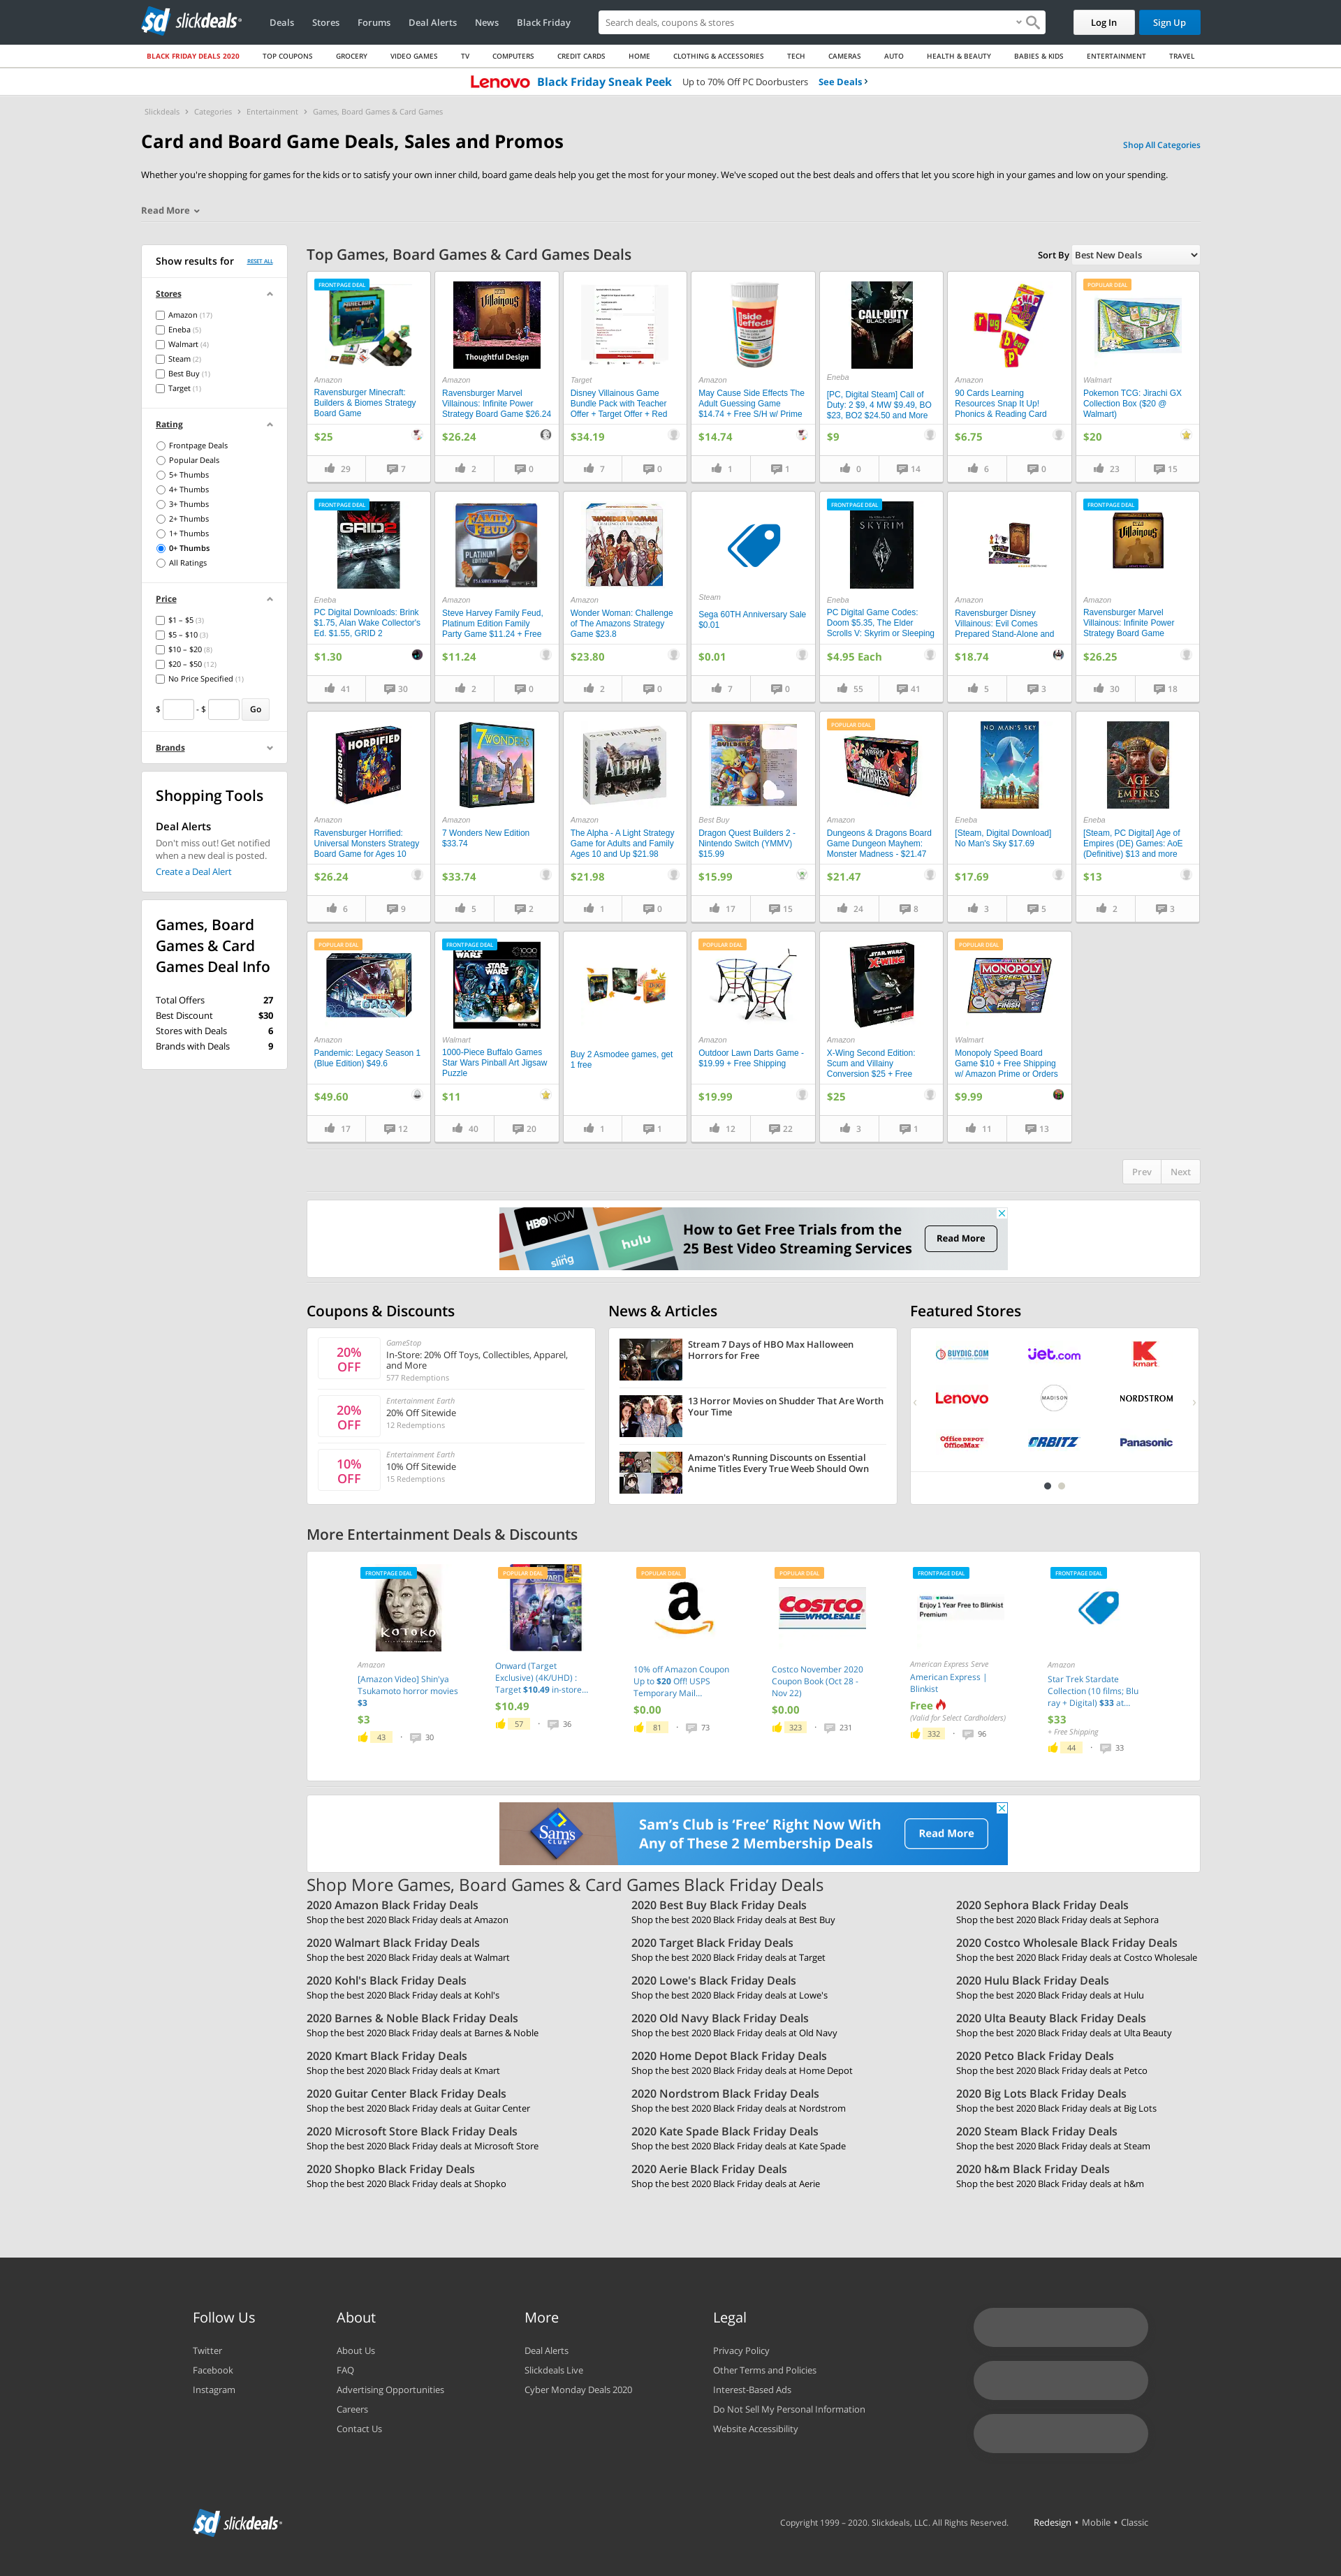 slickdeals
Deals Stores Forums Deal Alerts News Black Friday
Search deals, coupons & stores
Log In
Sign Up
BLACK FRIDAY DEALS 2020 TOP COUPONS GROCERY VIDEO GAMES TV COMPUTERS CREDIT CARDS HOME CLOTHING & ACCESSORIES TECH CAMERAS AUTO HEALTH & BEAUTY BABIES & KIDS ENTERTAINMENT TRAVEL
Lenovo Black Friday Sneak Peek Up to 70% Off PC Doorbusters See Deals ›
Slickdeals › Categories › Entertainment › Games, Board Games & Card Games
Card and Board Game Deals, Sales and Promos
Shop All Categories
Whether you're shopping for games for the kids or to satisfy your own inner child, board game deals help you get the most for your money. We've scoped out the best deals and offers that let you score high in your games and low on your spending.
Read More
Show results for RESET ALL
Stores
Amazon (17)
Eneba (5)
Walmart (4)
Steam (2)
Best Buy (1)
Target (1)
Rating
Frontpage Deals
Popular Deals
5+ Thumbs
4+ Thumbs
3+ Thumbs
2+ Thumbs
1+ Thumbs
0+ Thumbs
All Ratings
Price
$1 – $5 (3)
$5 – $10 (3)
$10 – $20 (8)
$20 – $50 (12)
No Price Specified (1)
$ - $ Go
Brands
Shopping Tools
Deal Alerts
Don't miss out! Get notified
when a new deal is posted.
Create a Deal Alert
Games, Board
Games & Card
Games Deal Info
Total Offers 27
Best Discount $30
Stores with Deals 6
Brands with Deals 9
Top Games, Board Games & Card Games Deals
Sort By Best New Deals
FRONTPAGE DEAL
Amazon
Ravensburger Minecraft:
Builders & Biomes Strategy
Board Game
$25
29 7
Villainous
Thoughtful Design
Amazon
Ravensburger Marvel
Villainous: Infinite Power
Strategy Board Game $26.24
$26.24
2 0
Target
Disney Villainous Game
Bundle Pack with Teacher
Offer + Target Offer + Red
$34.19
7 0
side effects
Amazon
May Cause Side Effects The
Adult Guessing Game
$14.74 + Free S/H w/ Prime
$14.74
1 1
CALL OF DUTY
BLACK OPS
Eneba
[PC, Digital Steam] Call of
Duty: 2 $9, 4 MW $9.49, BO
$23, BO2 $24.50 and More
$9
0 14
Amazon
90 Cards Learning
Resources Snap It Up!
Phonics & Reading Card
$6.75
6 0
POPULAR DEAL
Walmart
Pokemon TCG: Jirachi GX
Collection Box ($20 @
Walmart)
$20
23 15
FRONTPAGE DEAL
GRID 2
Eneba
PC Digital Downloads: Brink
$1.75, Alan Wake Collector's
Ed. $1.55, GRID 2
$1.30
41 30
FAMILY FEUD
PLATINUM EDITION
Amazon
Steve Harvey Family Feud,
Platinum Edition Family
Party Game $11.24 + Free
$11.24
2 0
WONDER WOMAN
Amazon
Wonder Woman: Challenge
of The Amazons Strategy
Game $23.8
$23.80
2 0
Steam
Sega 60TH Anniversary Sale
$0.01
$0.01
7 0
FRONTPAGE DEAL
SKYRIM
Eneba
PC Digital Game Codes:
Doom $5.35, The Elder
Scrolls V: Skyrim or Sleeping
$4.95 Each
55 41
Amazon
Ravensburger Disney
Villainous: Evil Comes
Prepared Stand-Alone and
$18.74
5 3
FRONTPAGE DEAL
Villainous
Amazon
Ravensburger Marvel
Villainous: Infinite Power
Strategy Board Game
$26.25
30 18
HORRIFIED
Amazon
Ravensburger Horrified:
Universal Monsters Strategy
Board Game for Ages 10
$26.24
6 9
7 WONDERS
Amazon
7 Wonders New Edition
$33.74
$33.74
5 2
ALPHA
Amazon
The Alpha - A Light Strategy
Game for Adults and Family
Ages 10 and Up $21.98
$21.98
1 0
BUILDERS 2
Best Buy
Dragon Quest Builders 2 -
Nintendo Switch (YMMV)
$15.99
$15.99
17 15
POPULAR DEAL
MONSTER MADNESS
Amazon
Dungeons & Dragons Board
Game Dungeon Mayhem:
Monster Madness - $21.47
$21.47
24 8
NO MAN'S SKY
Eneba
[Steam, Digital Download]
No Man's Sky $17.69
$17.69
3 5
AGE OF EMPIRES
Eneba
[Steam, PC Digital] Age of
Empires (DE) Games: AoE
(Definitive) $13 and more
$13
2 3
POPULAR DEAL
LEGACY
Amazon
Pandemic: Legacy Season 1
(Blue Edition) $49.6
$49.60
17 12
FRONTPAGE DEAL
STAR WARS
1000
Walmart
1000-Piece Buffalo Games
Star Wars Pinball Art Jigsaw
Puzzle
$11
40 20
Buy 2 Asmodee games, get
1 free
1 1
POPULAR DEAL
Amazon
Outdoor Lawn Darts Game -
$19.99 + Free Shipping
$19.99
12 22
STAR WARS
X-WING
Amazon
X-Wing Second Edition:
Scum and Villainy
Conversion $25 + Free
$25
3 1
POPULAR DEAL
MONOPOLY
SPEED
Walmart
Monopoly Speed Board
Game $10 + Free Shipping
w/ Amazon Prime or Orders
$9.99
11 13
Prev Next
HBO NOW
sling
hulu
How to Get Free Trials from the
25 Best Video Streaming Services
Read More
Coupons & Discounts
20% OFF
GameStop
In-Store: 20% Off Toys, Collectibles, Apparel,
and More
577 Redemptions
20% OFF
Entertainment Earth
20% Off Sitewide
12 Redemptions
10% OFF
Entertainment Earth
10% Off Sitewide
15 Redemptions
News & Articles
Stream 7 Days of HBO Max Halloween
Horrors for Free
13 Horror Movies on Shudder That Are Worth
Your Time
Amazon's Running Discounts on Essential
Anime Titles Every True Weeb Should Own
Featured Stores
BUYDIG.COM jet.com kmart
Lenovo MADISON NORDSTROM
Office DEPOT OfficeMax ORBITZ Panasonic
More Entertainment Deals & Discounts
FRONTPAGE DEAL
KOTOKO
Amazon
[Amazon Video] Shin'ya
Tsukamoto horror movies
$3
$3
43 · 30
POPULAR DEAL
Onward (Target
Exclusive) (4K/UHD) :
Target $10.49 in-store...
$10.49
57 · 36
POPULAR DEAL
10% off Amazon Coupon
Up to $20 Off! USPS
Temporary Mail...
$0.00
81 · 73
POPULAR DEAL
COSTCO
WHOLESALE
Costco November 2020
Coupon Book (Oct 28 -
Nov 22)
$0.00
323 · 231
FRONTPAGE DEAL
Enjoy 1 Year Free to Blinkist
Premium
American Express Serve
American Express |
Blinkist
Free
(Valid for Select Cardholders)
332 · 96
FRONTPAGE DEAL
Amazon
Star Trek Stardate
Collection (10 films; Blu
ray + Digital) $33 at...
$33
+ Free Shipping
44 · 33
Sam's CLUB
Sam's Club is ‘Free’ Right Now With
Any of These 2 Membership Deals
Read More
Shop More Games, Board Games & Card Games Black Friday Deals
2020 Amazon Black Friday Deals
Shop the best 2020 Black Friday deals at Amazon
2020 Best Buy Black Friday Deals
Shop the best 2020 Black Friday deals at Best Buy
2020 Sephora Black Friday Deals
Shop the best 2020 Black Friday deals at Sephora
2020 Walmart Black Friday Deals
Shop the best 2020 Black Friday deals at Walmart
2020 Target Black Friday Deals
Shop the best 2020 Black Friday deals at Target
2020 Costco Wholesale Black Friday Deals
Shop the best 2020 Black Friday deals at Costco Wholesale
2020 Kohl's Black Friday Deals
Shop the best 2020 Black Friday deals at Kohl's
2020 Lowe's Black Friday Deals
Shop the best 2020 Black Friday deals at Lowe's
2020 Hulu Black Friday Deals
Shop the best 2020 Black Friday deals at Hulu
2020 Barnes & Noble Black Friday Deals
Shop the best 2020 Black Friday deals at Barnes & Noble
2020 Old Navy Black Friday Deals
Shop the best 2020 Black Friday deals at Old Navy
2020 Ulta Beauty Black Friday Deals
Shop the best 2020 Black Friday deals at Ulta Beauty
2020 Kmart Black Friday Deals
Shop the best 2020 Black Friday deals at Kmart
2020 Home Depot Black Friday Deals
Shop the best 2020 Black Friday deals at Home Depot
2020 Petco Black Friday Deals
Shop the best 2020 Black Friday deals at Petco
2020 Guitar Center Black Friday Deals
Shop the best 2020 Black Friday deals at Guitar Center
2020 Nordstrom Black Friday Deals
Shop the best 2020 Black Friday deals at Nordstrom
2020 Big Lots Black Friday Deals
Shop the best 2020 Black Friday deals at Big Lots
2020 Microsoft Store Black Friday Deals
Shop the best 2020 Black Friday deals at Microsoft Store
2020 Kate Spade Black Friday Deals
Shop the best 2020 Black Friday deals at Kate Spade
2020 Steam Black Friday Deals
Shop the best 2020 Black Friday deals at Steam
2020 Shopko Black Friday Deals
Shop the best 2020 Black Friday deals at Shopko
2020 Aerie Black Friday Deals
Shop the best 2020 Black Friday deals at Aerie
2020 h&m Black Friday Deals
Shop the best 2020 Black Friday deals at h&m
Follow Us
Twitter
Facebook
Instagram
About
About Us
FAQ
Advertising Opportunities
Careers
Contact Us
More
Deal Alerts
Slickdeals Live
Cyber Monday Deals 2020
Legal
Privacy Policy
Other Terms and Policies
Interest-Based Ads
Do Not Sell My Personal Information
Website Accessibility
slickdeals
Copyright 1999 – 2020. Slickdeals, LLC. All Rights Reserved. Redesign • Mobile • Classic